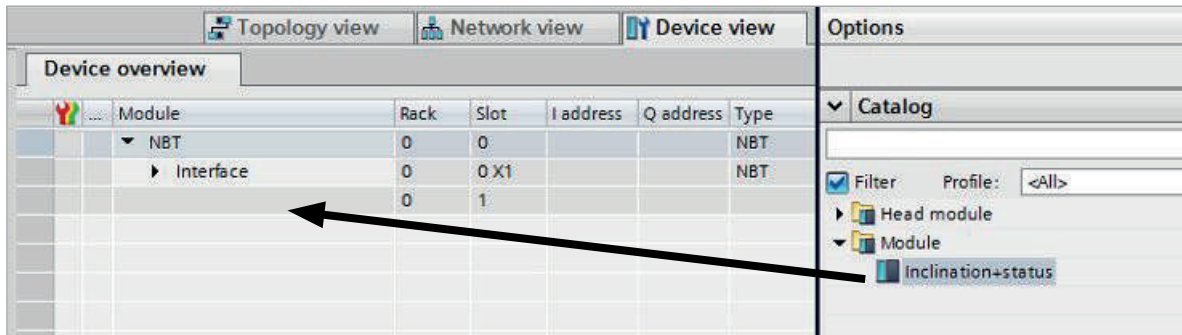 Topology view Network view Device view Options
Device overview
... Module Rack Slot I address Q address Type
Catalog
NBT 0 0 NBT
Interface 0 0 X1 NBT
Filter Profile: <All>
0 1
Head module
Module
Inclination+status